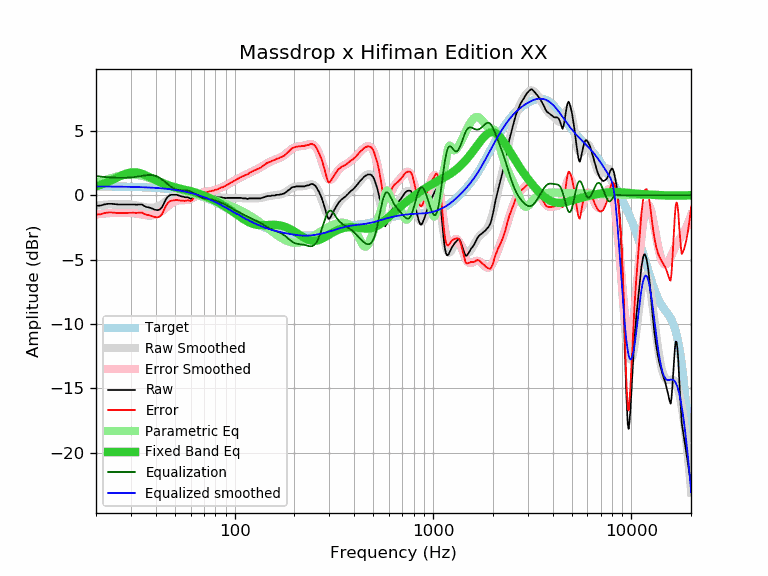 Massdrop x Hifiman Edition XX
Amplitude (dBr)
5
0
−5
−10
−15
−20
Target
Raw Smoothed
Error Smoothed
Raw
Error
Parametric Eq
Fixed Band Eq
Equalization
Equalized smoothed
100
1000
10000
Frequency (Hz)